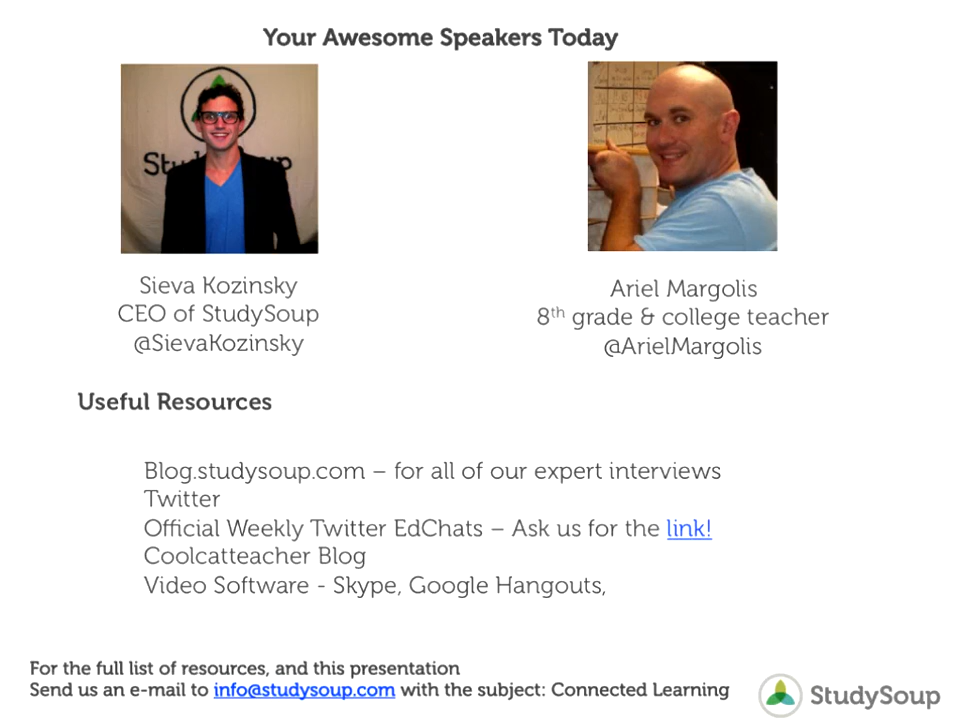 Your Awesome Speakers Today
Sieva Kozinsky
CEO of StudySoup
@SievaKozinsky
Ariel Margolis
8th grade & college teacher
@ArielMargolis
Useful Resources
Blog.studysoup.com – for all of our expert interviews
Twitter
Official Weekly Twitter EdChats – Ask us for the link!
Coolcatteacher Blog
Video Software - Skype, Google Hangouts,
For the full list of resources, and this presentation
Send us an e-mail to info@studysoup.com with the subject: Connected Learning
StudySoup